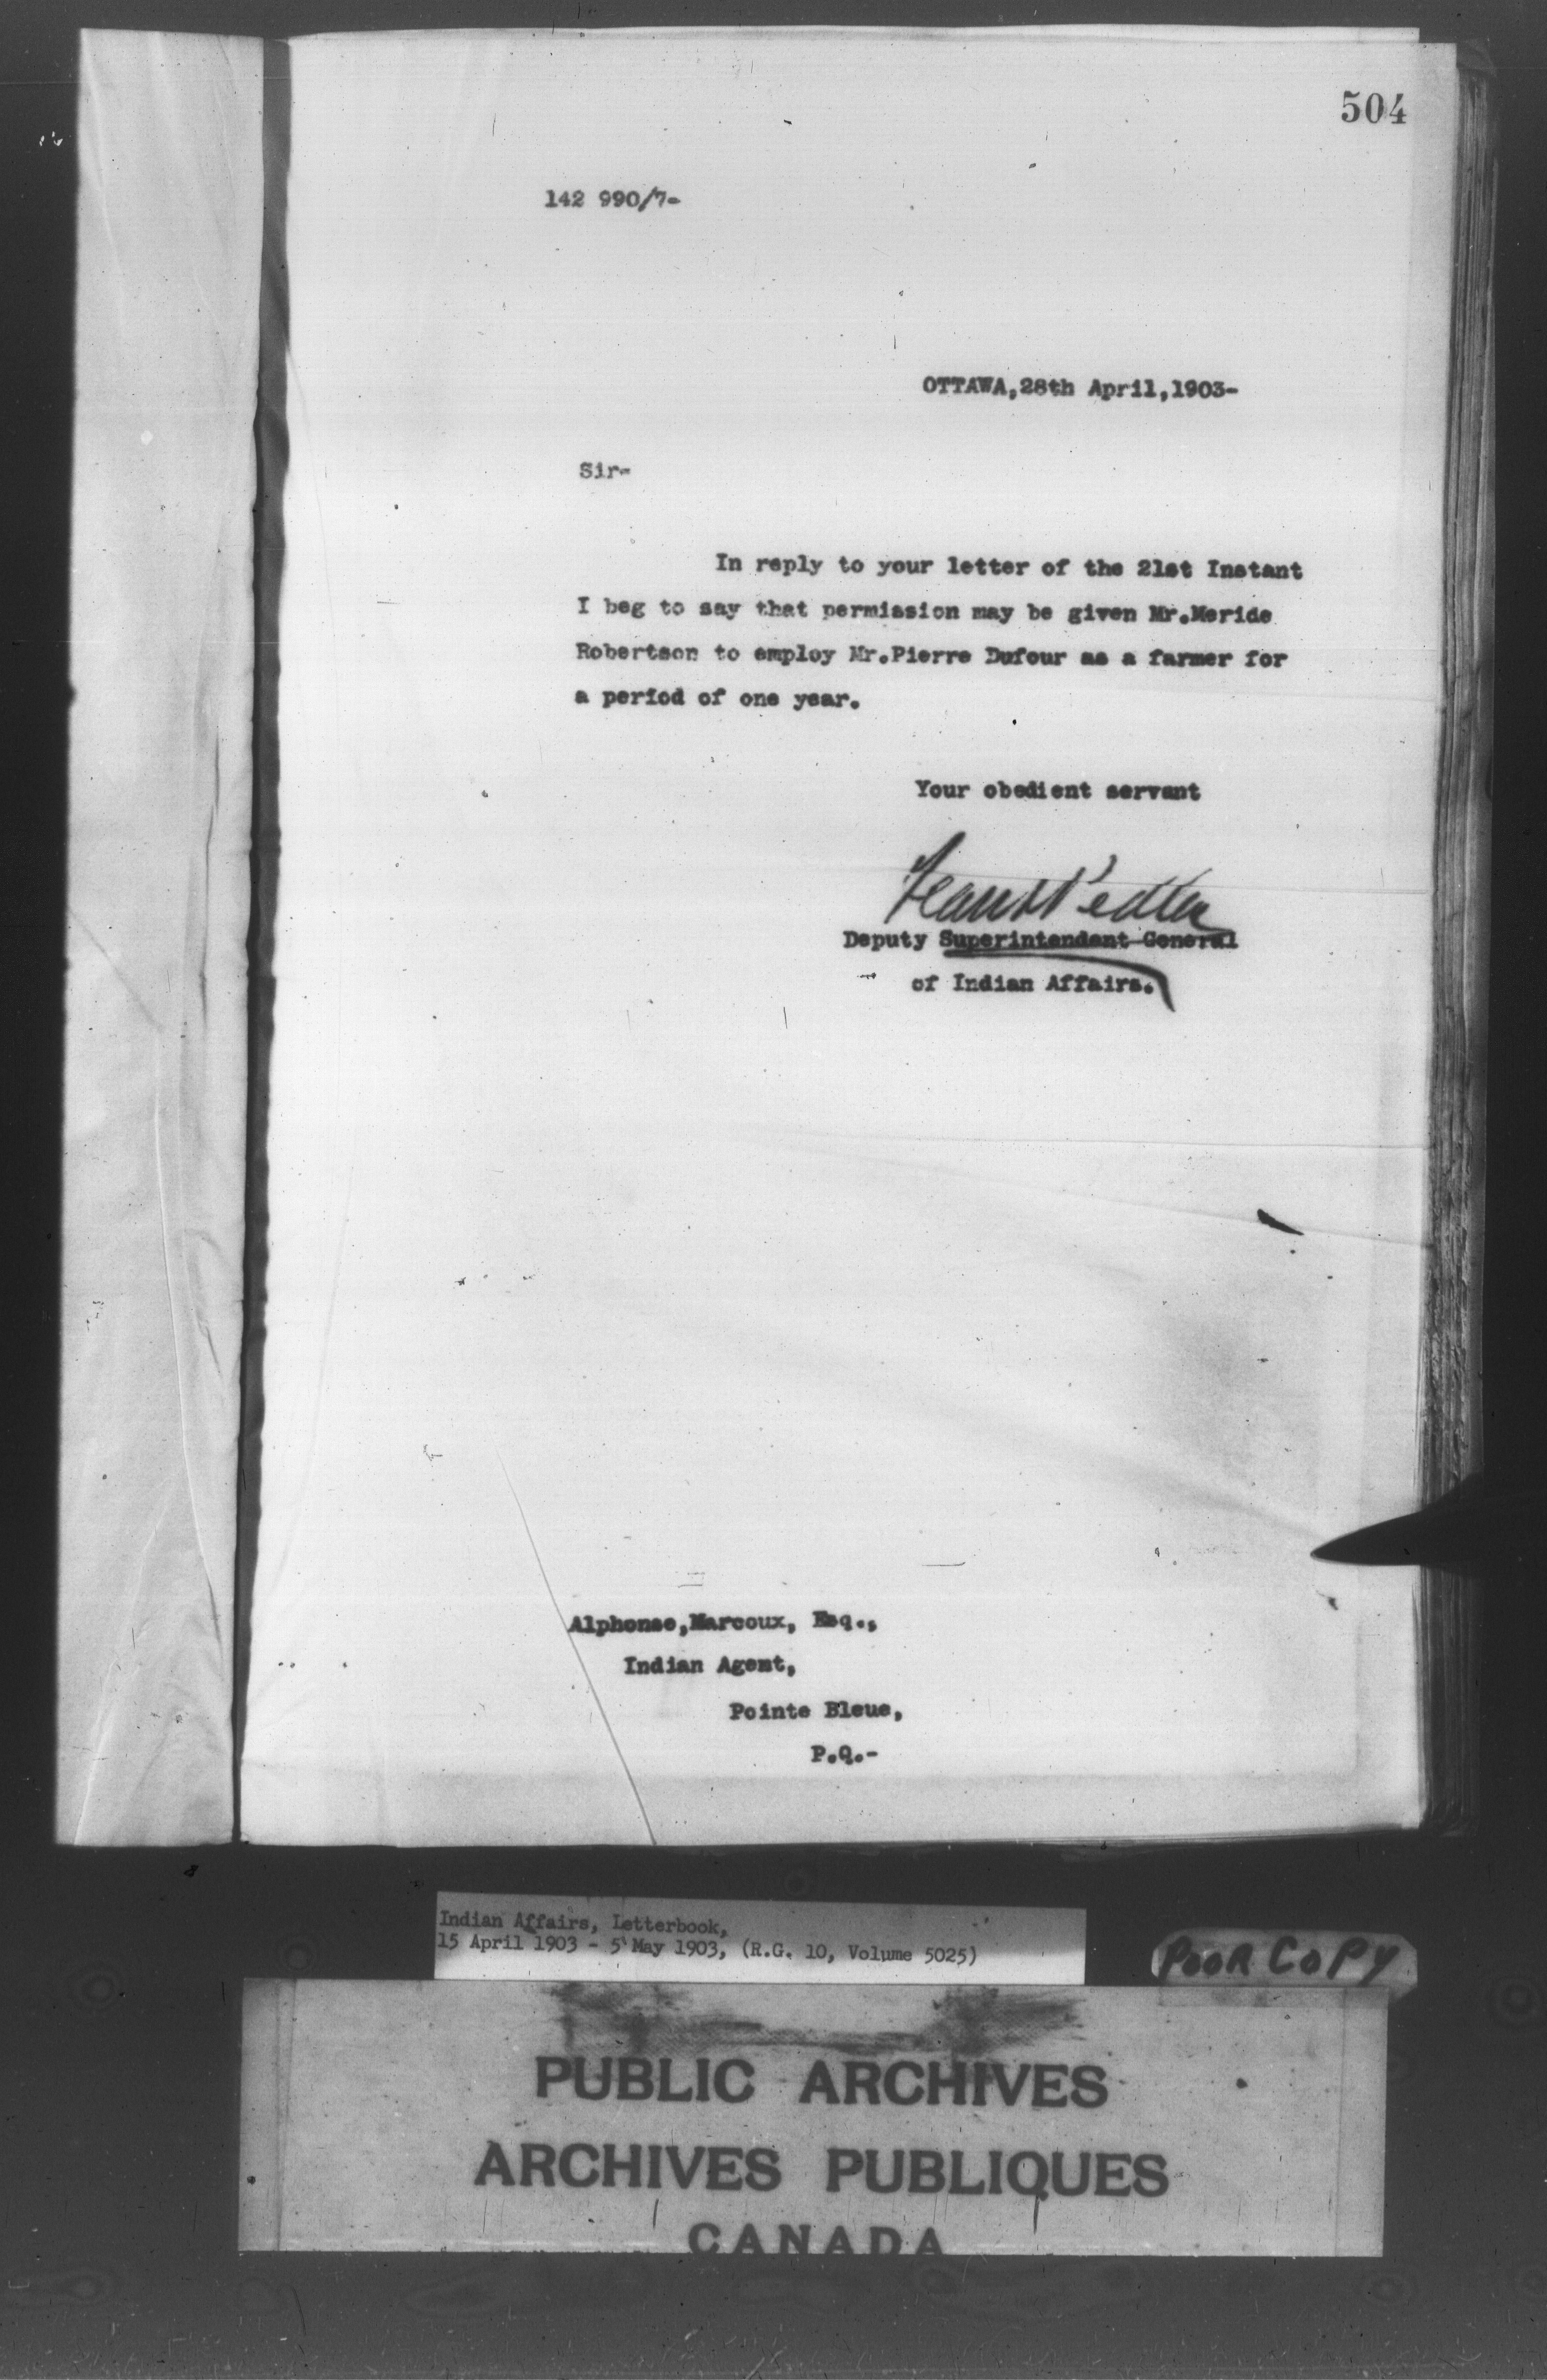 504
142 990/7-
OTTAWA,28th April,1903-
Sir-
In reply to your letter of the 21st Instant
I beg to say that permission may be given Mr.Meride
Robertson to employ Mr.Pierre Dufour as a farmer for
a period of one year.
Your obedient servant
Deputy Superintendent General
of Indian Affairs.
Alphonse,Marcoux, Esq.,
Indian Agent,
Pointe Bleue,
P.Q.-
Indian Affairs, Letterbook,
15 April 1903 - 5 May 1903, (R.G. 10, Volume 5025)
POOR COPY
PUBLIC ARCHIVES
ARCHIVES PUBLIQUES
CANADA